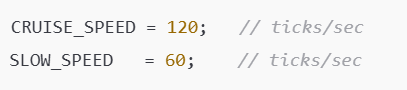 CRUISE_SPEED = 120;   // ticks/sec
SLOW_SPEED   = 60;    // ticks/sec